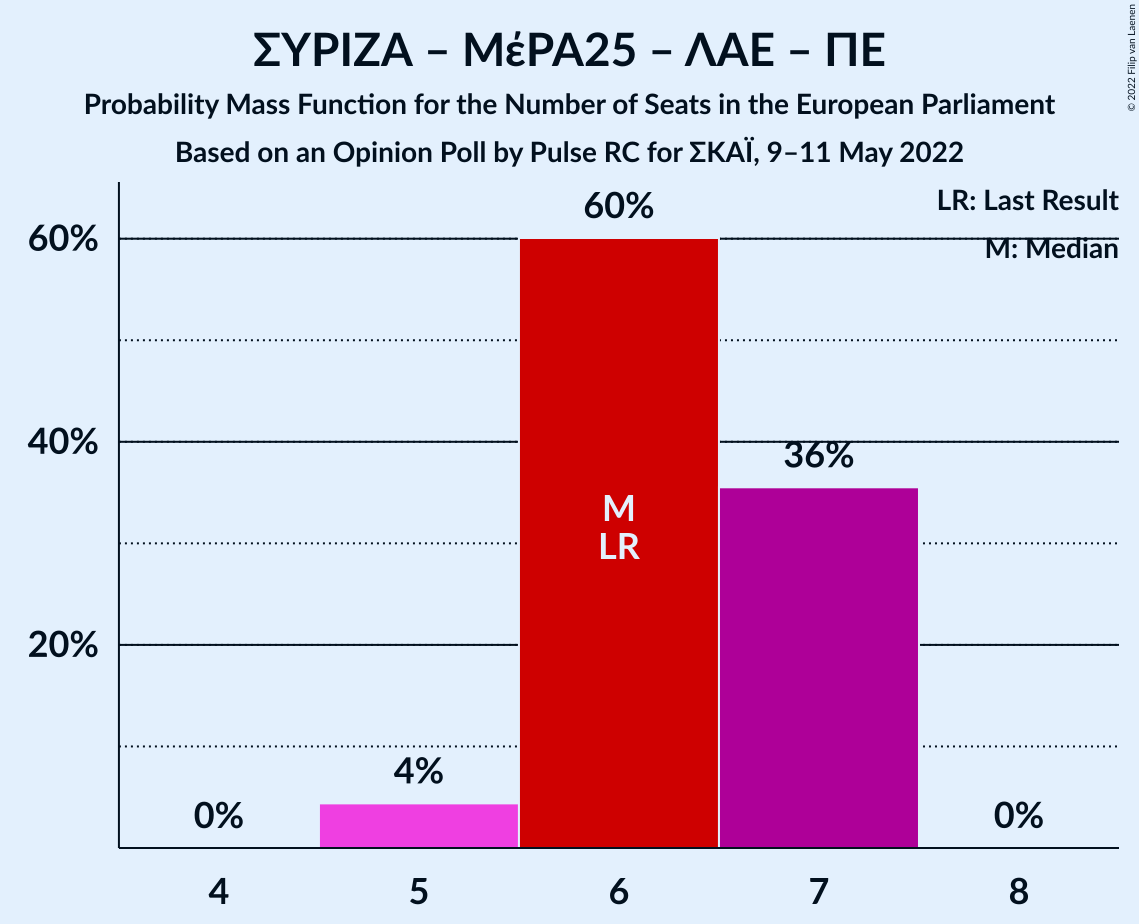 ΣΥΡΙΖΑ – ΜέΡΑ25 – ΛΑΕ – ΠΕ
Probability Mass Function for the Number of Seats in the European Parliament
Based on an Opinion Poll by Pulse RC for ΣΚΑΪ, 9–11 May 2022
© 2022 Filip van Laenen
LR: Last Result
M: Median
60%
40%
20%
0%
4%
60%
36%
0%
M
LR
4
5
6
7
8